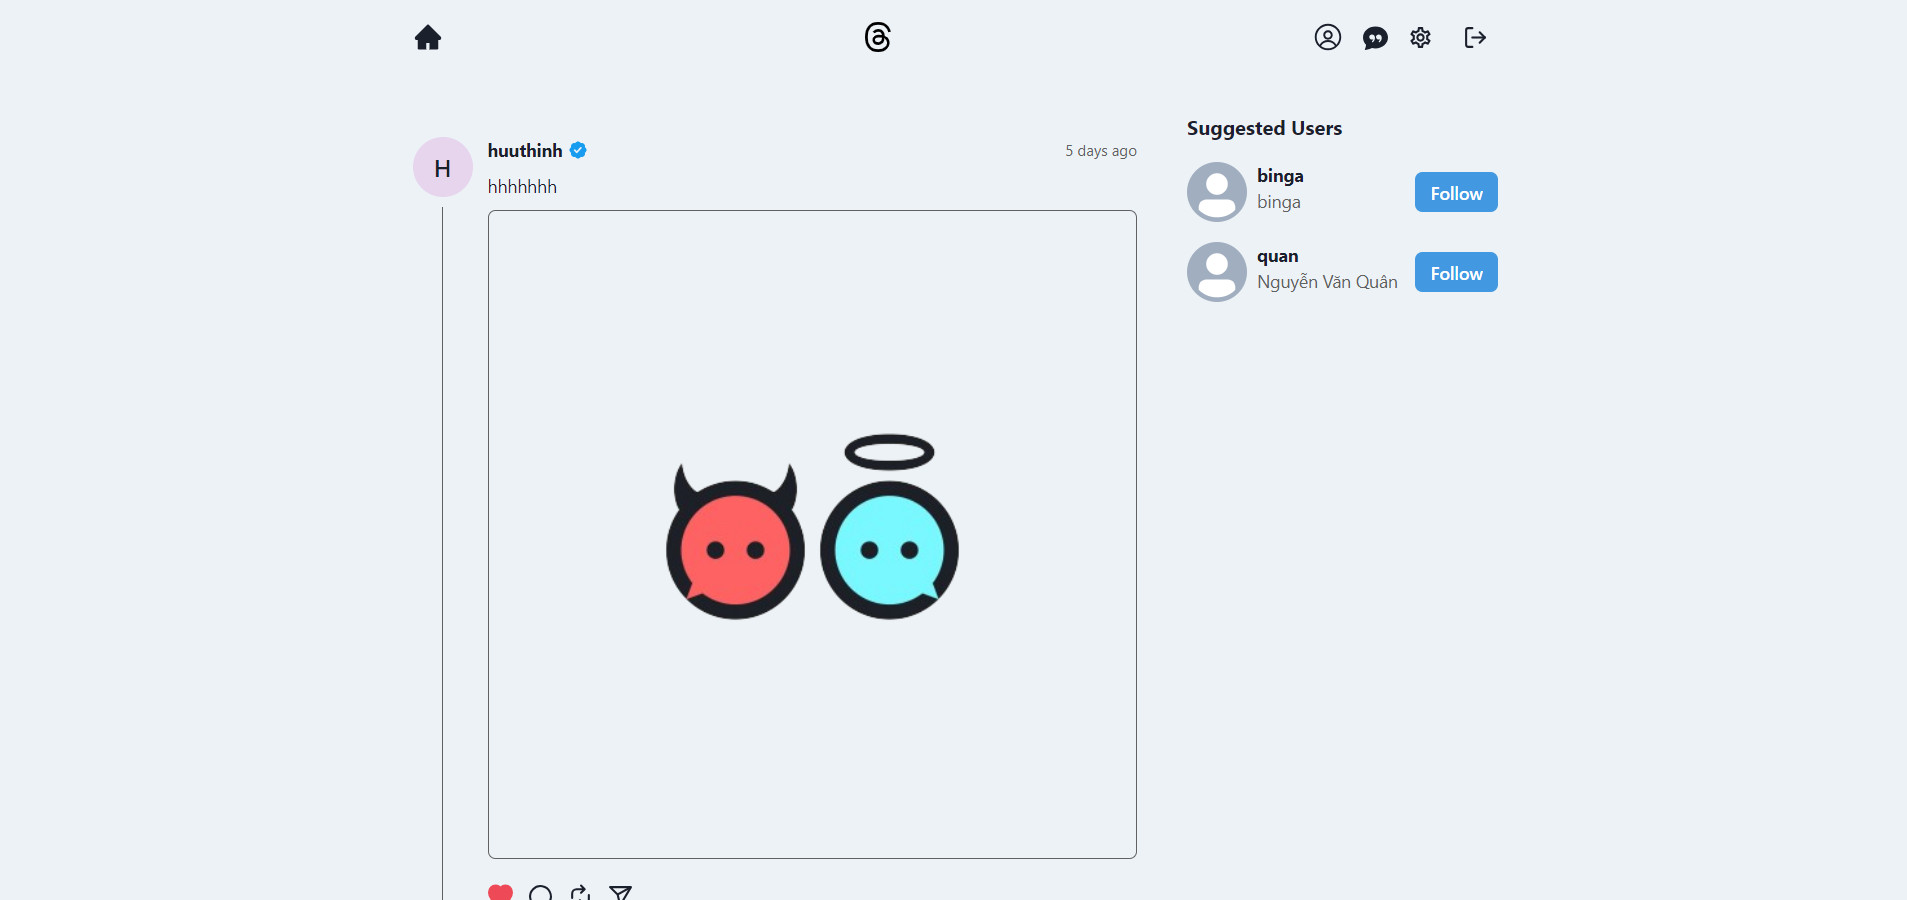 H
huuthinh
5 days ago
hhhhhhh
Suggested Users
binga
binga
Follow
quan
Nguyễn Văn Quân
Follow